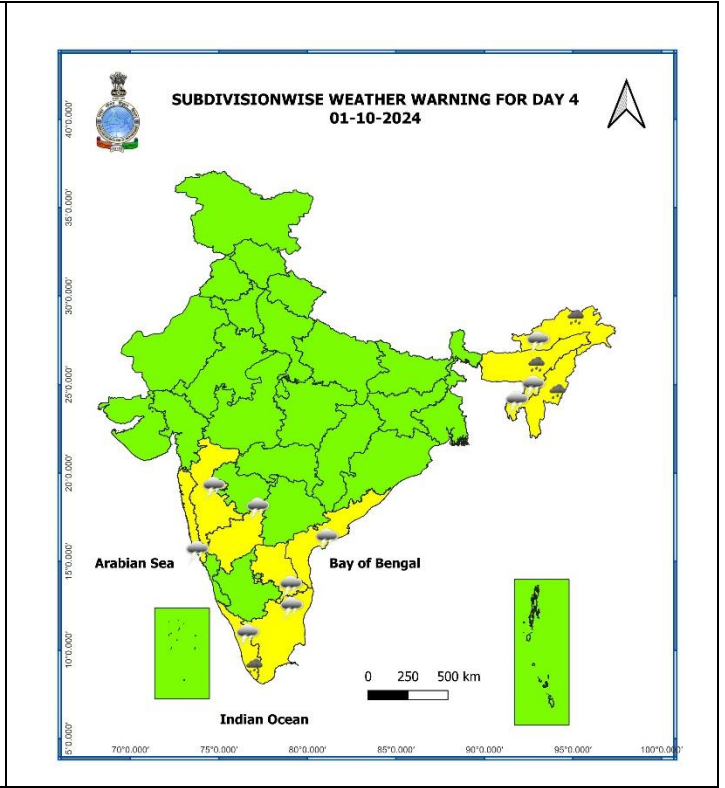 SUBDIVISIONWISE WEATHER WARNING FOR DAY 4
01-10-2024
40°0.000'
35°0.000'
30°0.000'
25°0.000'
20°0.000'
15°0.000'
10°0.000'
5°0.000'
Arabian Sea
Bay of Bengal
0 250 500 km
Indian Ocean
70°0.000' 75°0.000' 80°0.000' 85°0.000' 90°0.000' 95°0.000' 100°0.000'